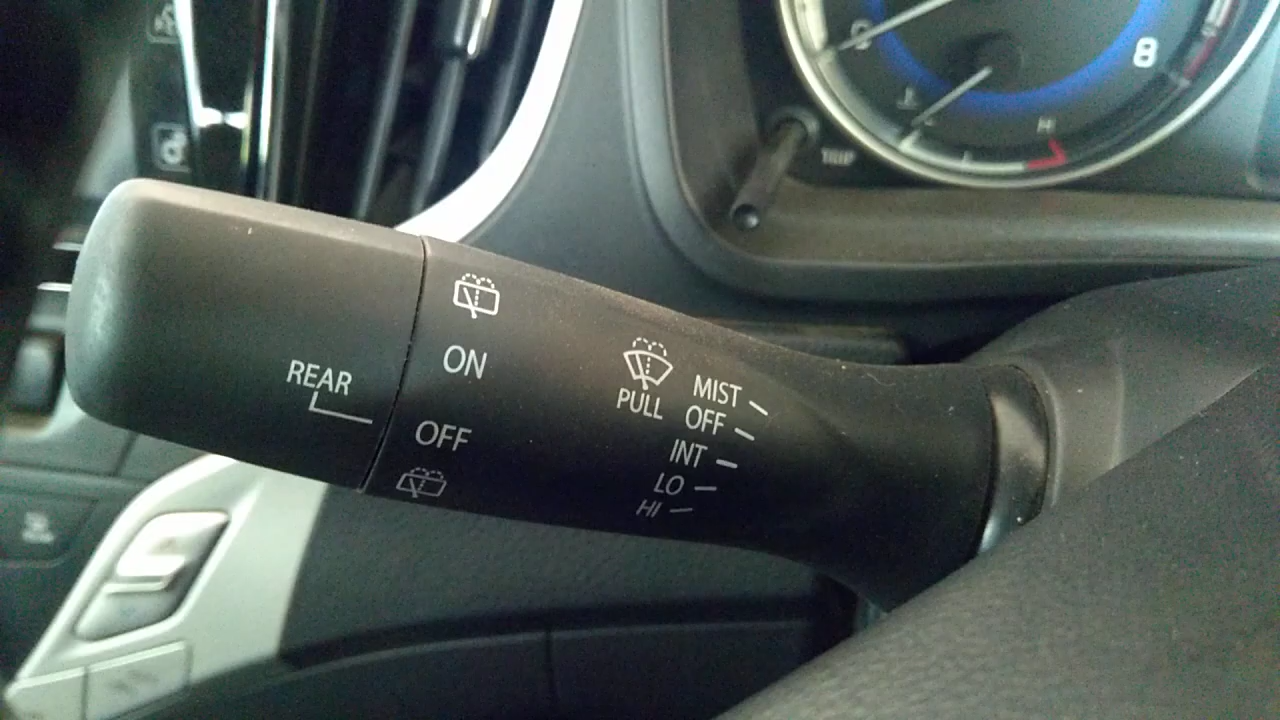 8
H
TRIP
REAR
ON
OFF
PULL
MIST
OFF
INT
LO
HI